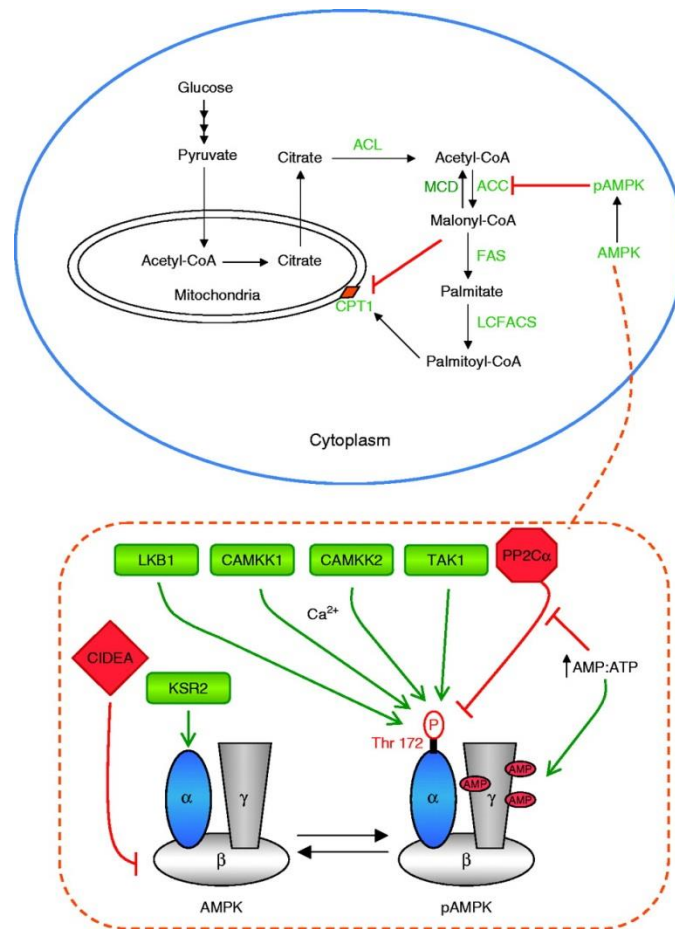 Glucose
Pyruvate
Citrate
ACL
Acetyl-CoA
MCD
ACC
pAMPK
Malonyl-CoA
AMPK
Acetyl-CoA
Citrate
FAS
Mitochondria
CPT1
Palmitate
LCFACS
Palmitoyl-CoA
Cytoplasm
LKB1
CAMKK1
CAMKK2
TAK1
PP2Cα
Ca²⁺
CIDEA
AMP:ATP
KSR2
P
Thr 172
AMP
AMP
AMP
α
γ
α
γ
β
β
AMPK
pAMPK